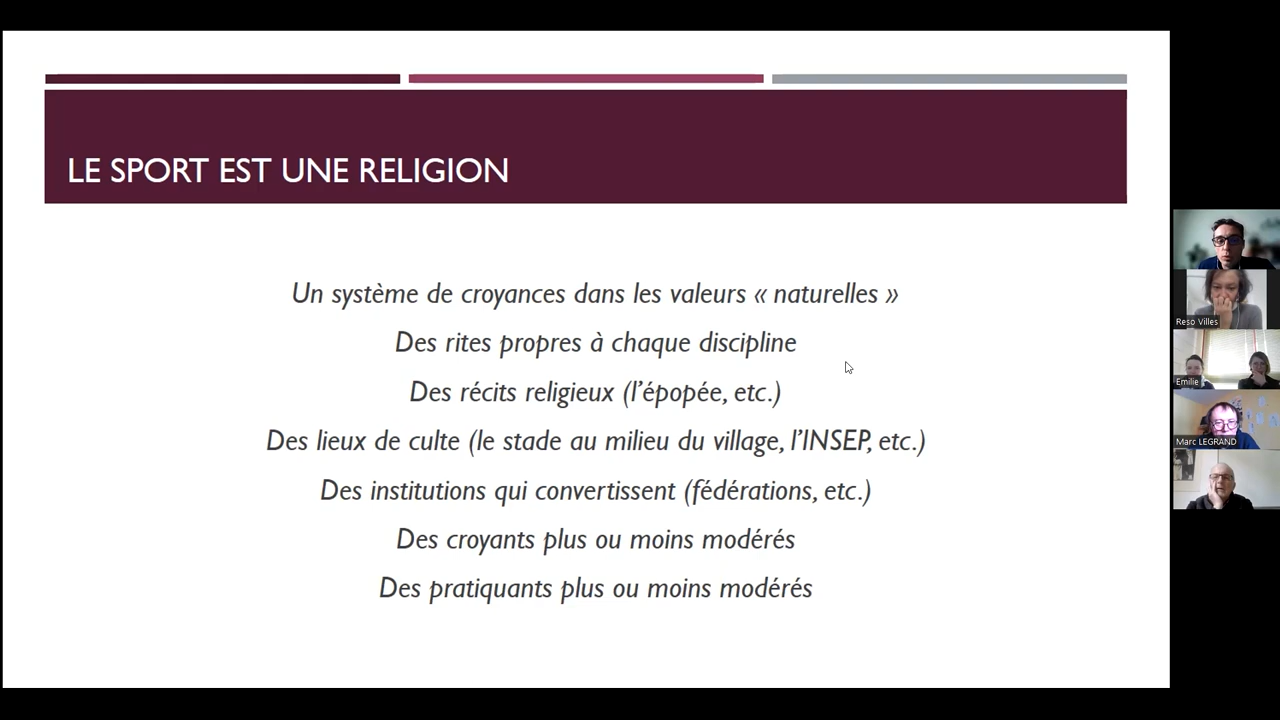 LE SPORT EST UNE RELIGION
Un système de croyances dans les valeurs « naturelles »
Des rites propres à chaque discipline
Des récits religieux (l’épopée, etc.)
Des lieux de culte (le stade au milieu du village, l’INSEP, etc.)
Des institutions qui convertissent (fédérations, etc.)
Des croyants plus ou moins modérés
Des pratiquants plus ou moins modérés
Reso Villes
Emilie
Marc LEGRAND